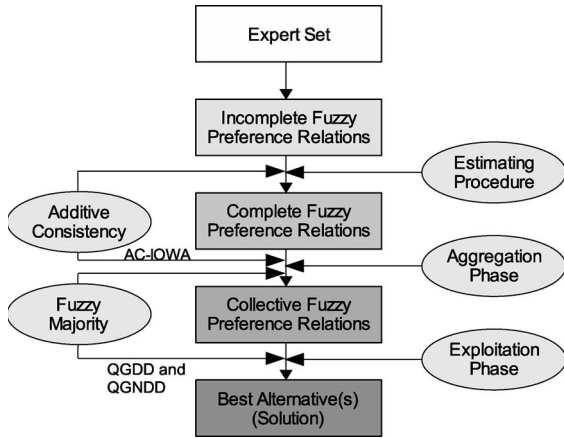 Expert Set
Incomplete Fuzzy
Preference Relations
Estimating
Procedure
Additive
Consistency
Complete Fuzzy
Preference Relations
AC-IOWA
Aggregation
Phase
Fuzzy
Majority
Collective Fuzzy
Preference Relations
Exploitation
Phase
QGDD and
QGNDD
Best Alternative(s)
(Solution)